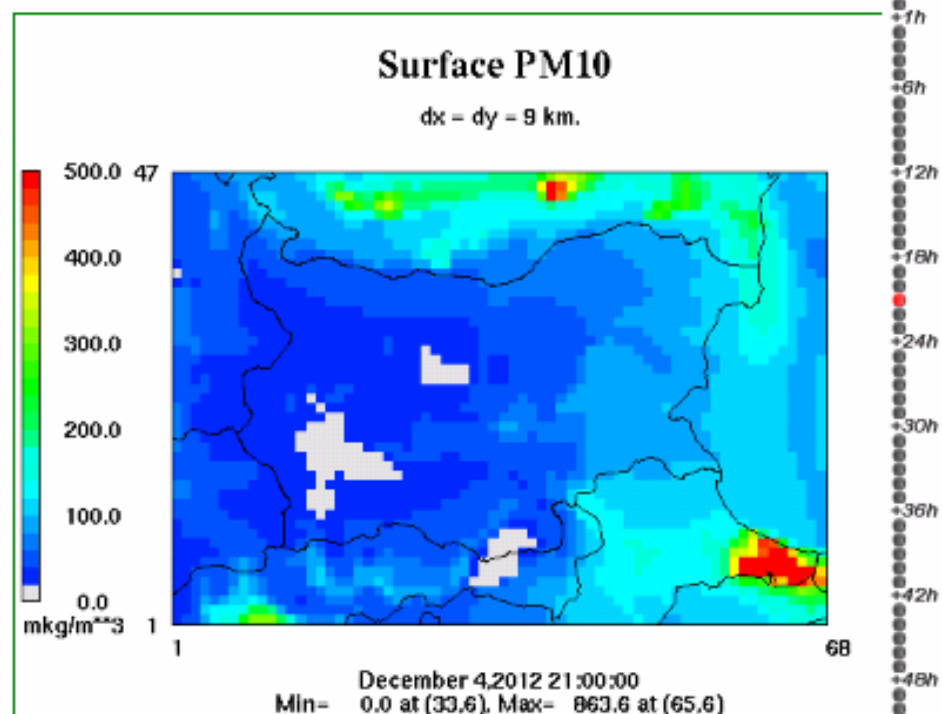 Surface PM10
dx = dy = 9 km.
500.0
400.0
300.0
200.0
100.0
0.0
mkg/m**3
47
1
1
68
December 4,2012 21:00:00
Min= 0.0 at (33,6), Max= 863.6 at (65,6)
+1h
+6h
+12h
+18h
+24h
+30h
+36h
+42h
+48h